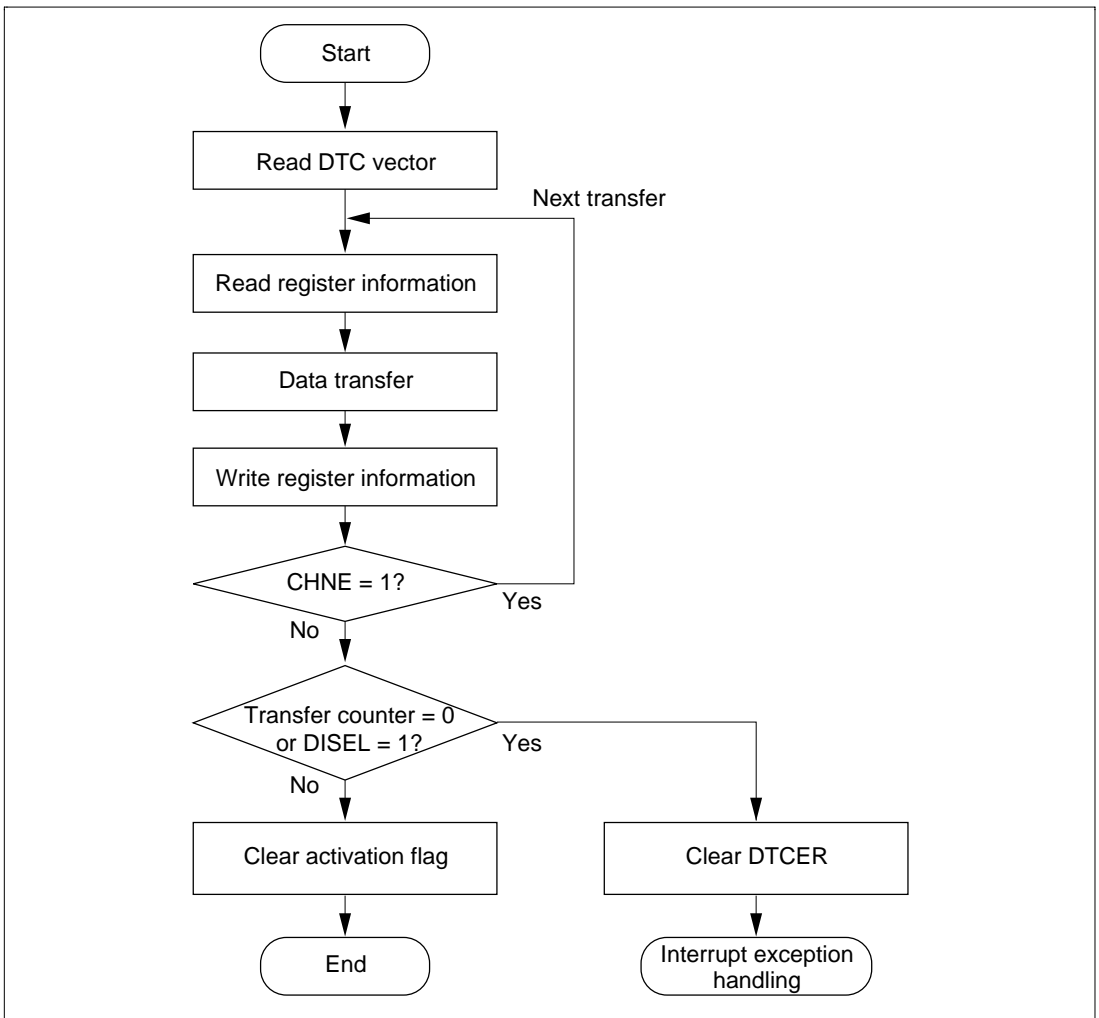 Start
Read DTC vector
Next transfer
Read register information
Data transfer
Write register information
CHNE = 1?
Yes
No
Transfer counter = 0
or DISEL = 1?
Yes
No
Clear activation flag
Clear DTCER
End
Interrupt exception
handling